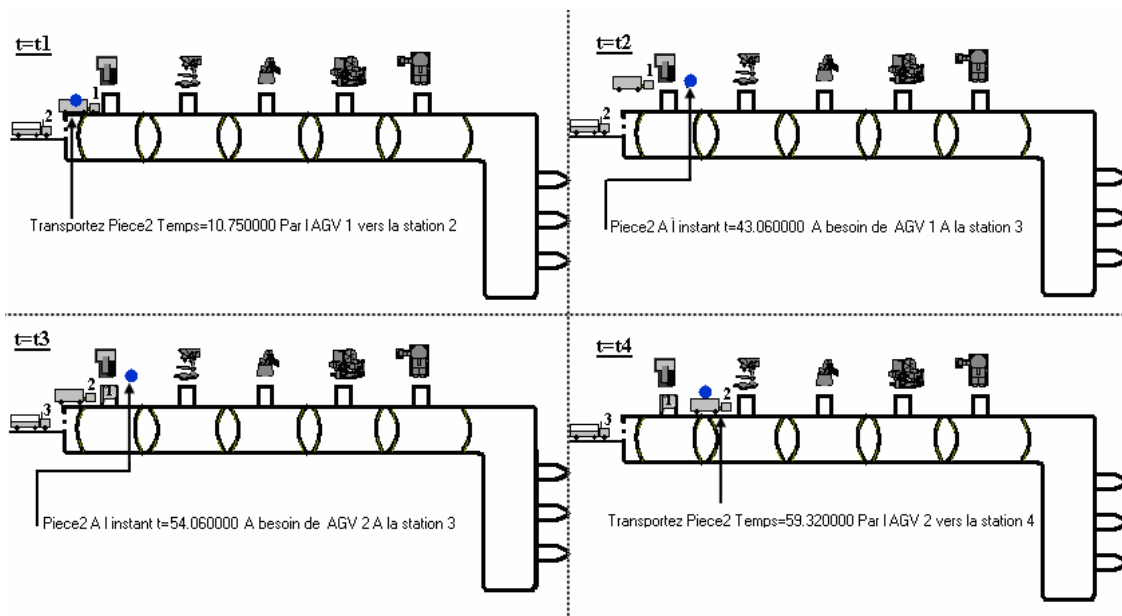 t=t1
1
2
Transportez Piece2 Temps=10.750000 Par l AGV 1 vers la station 2
t=t2
1
2
Piece2 A l instant t=43.060000 A besoin de AGV 1 A la station 3
t=t3
2
1
3
Piece2 A l instant t=54.060000 A besoin de AGV 2 A la station 3
t=t4
1
2
3
Transportez Piece2 Temps=59.320000 Par l AGV 2 vers la station 4